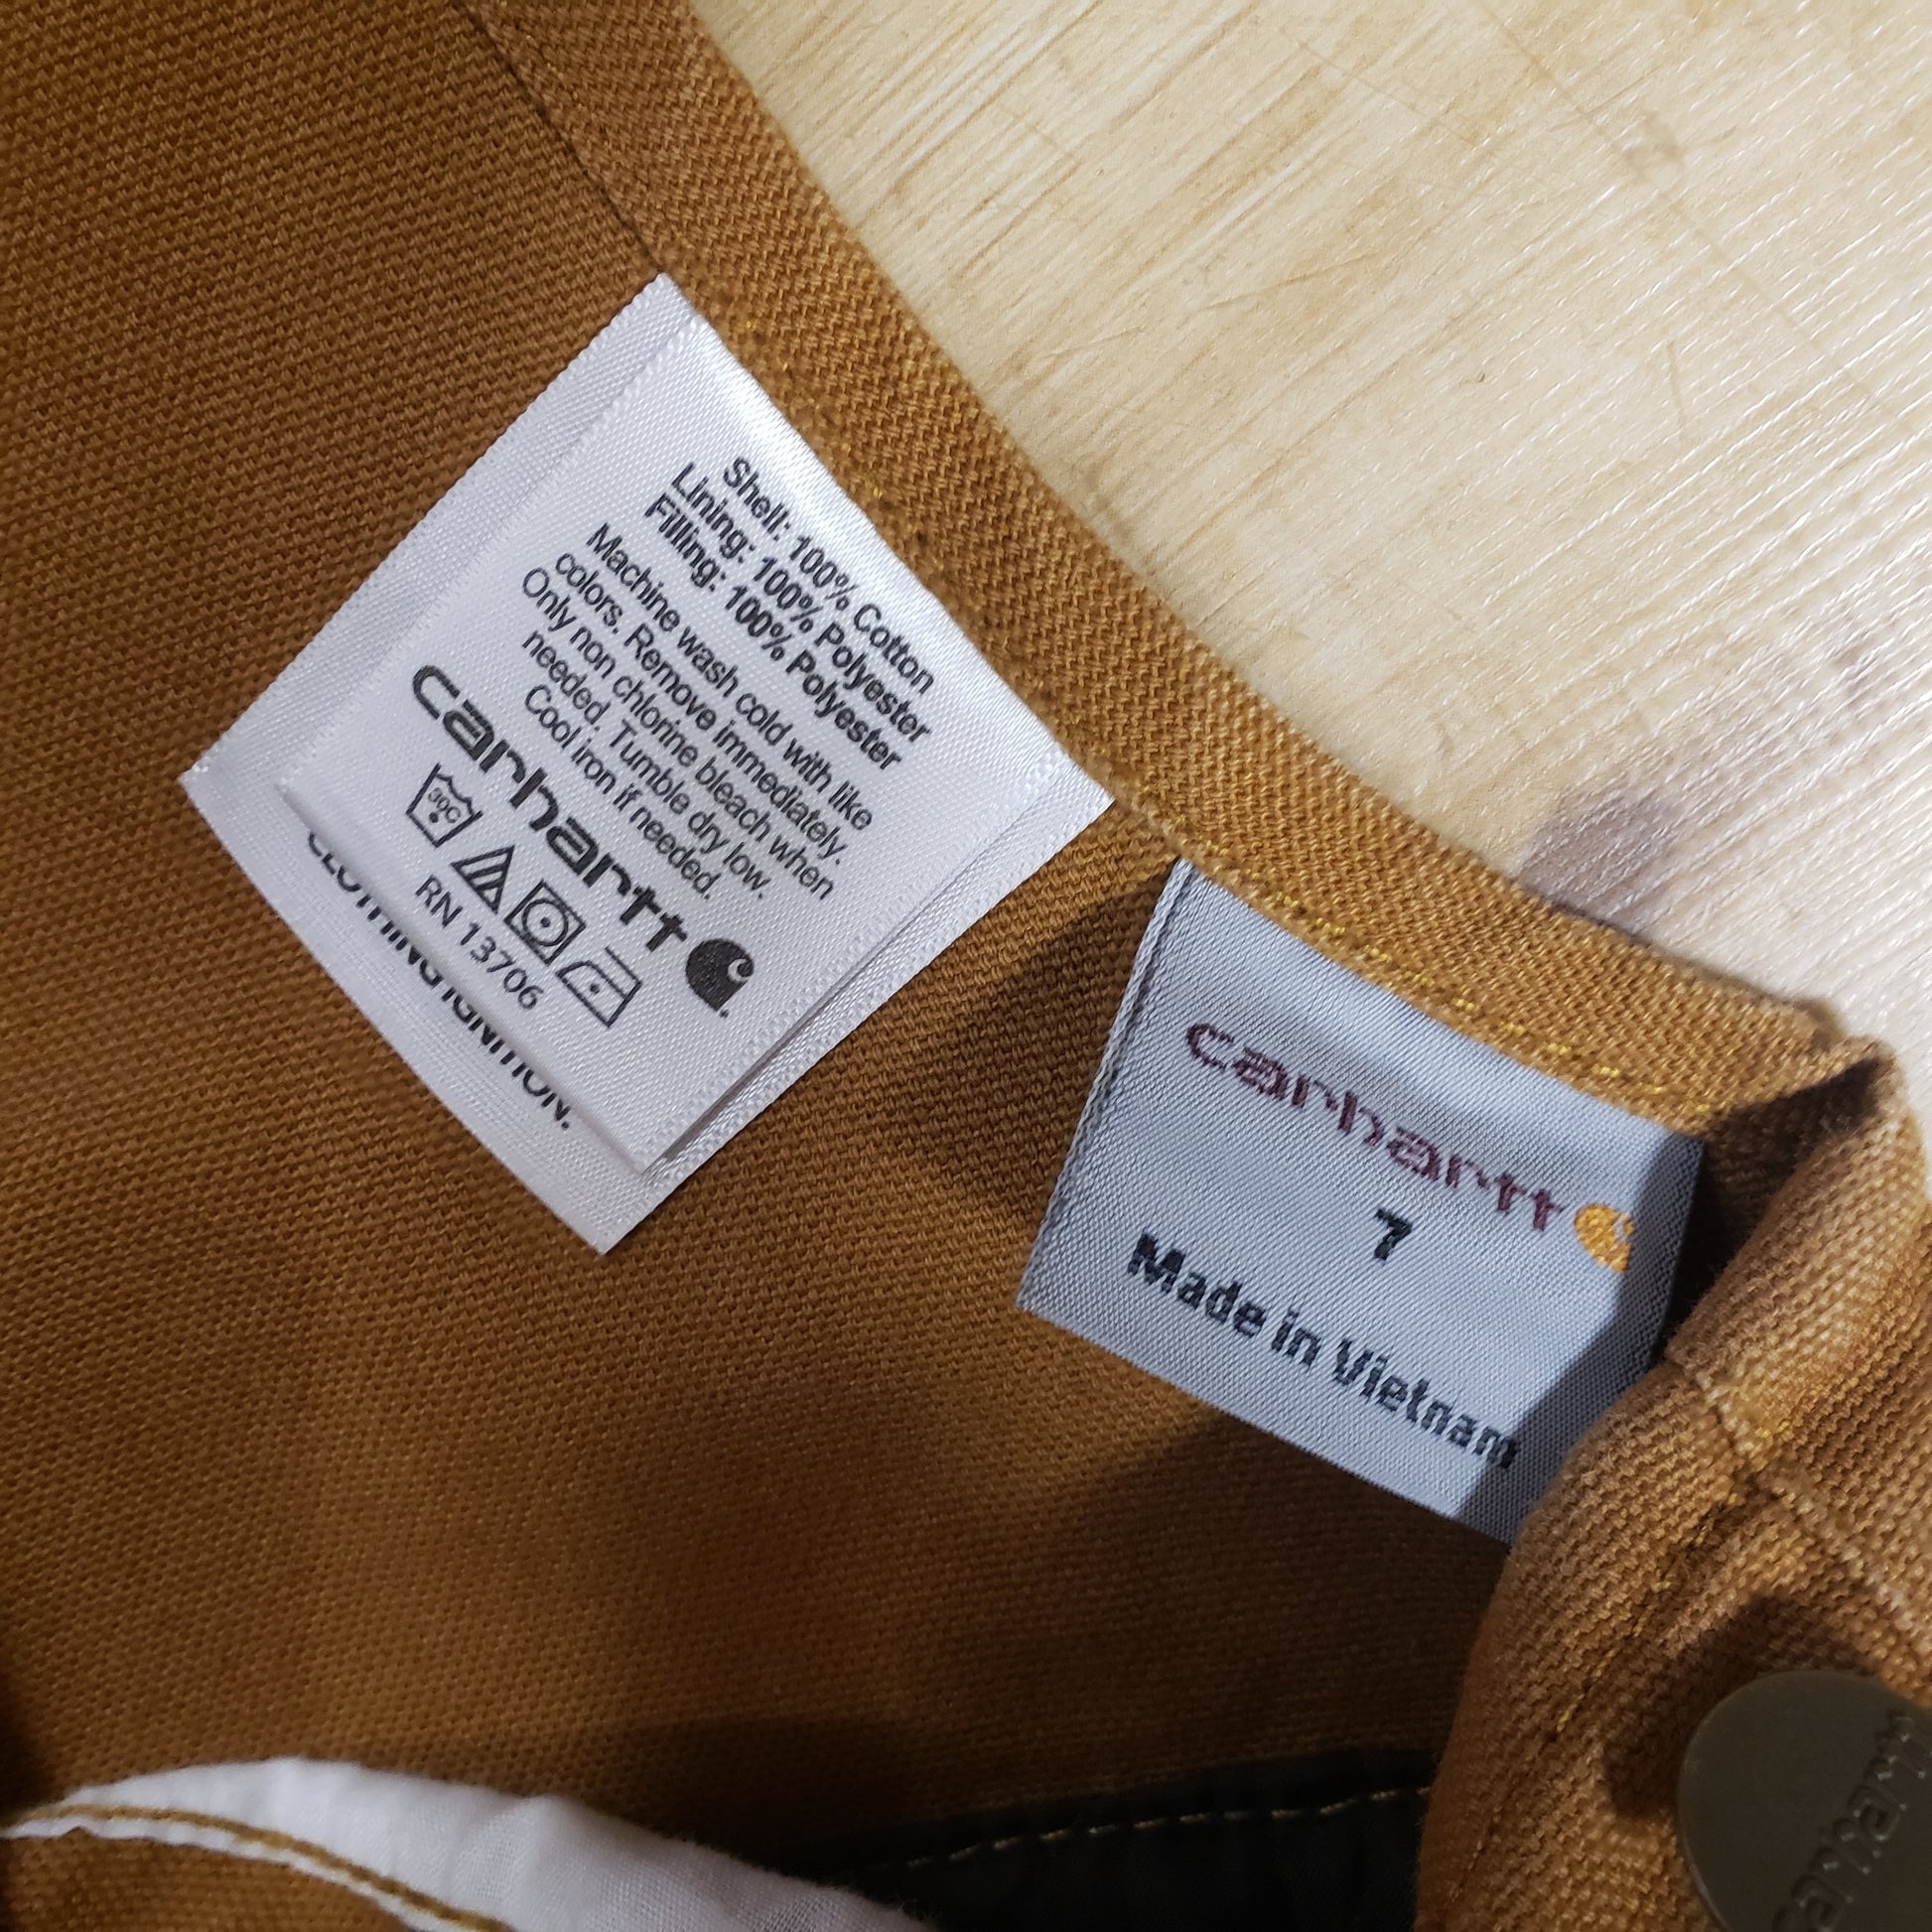 Shell: 100% Cotton
Lining: 100% Polyester
Filling: 100% Polyester
Machine wash cold with like
colors. Remove immediately.
Only non chlorine bleach when
needed. Tumble dry low.
Cool iron if needed.
carhartt
30C
RN 13706
IGNITION.
carhartt
7
Made in Vietnam